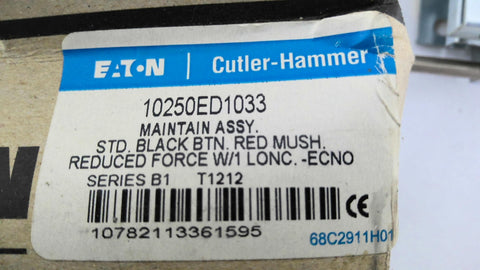 EATON Cutler-Hammer
10250ED1033
MAINTAIN ASSY.
STD. BLACK BTN. RED MUSH.
REDUCED FORCE W/1 LONC. -ECNO
SERIES B1 T1212
10782113361595
68C2911H01